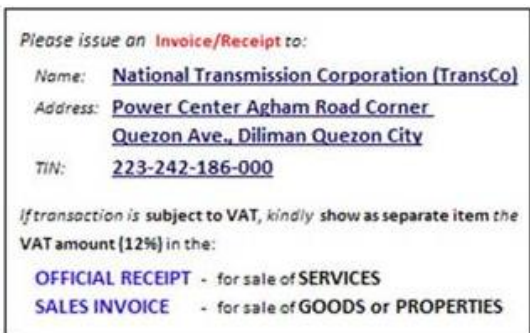 Please issue an Invoice/Receipt to:
Name: National Transmission Corporation (TransCo)
Address: Power Center Agham Road Corner
Quezon Ave., Diliman Quezon City
TIN: 223-242-186-000
If transaction is subject to VAT, kindly show as separate item the
VAT amount (12%) in the:
OFFICIAL RECEIPT - for sale of SERVICES
SALES INVOICE - for sale of GOODS or PROPERTIES